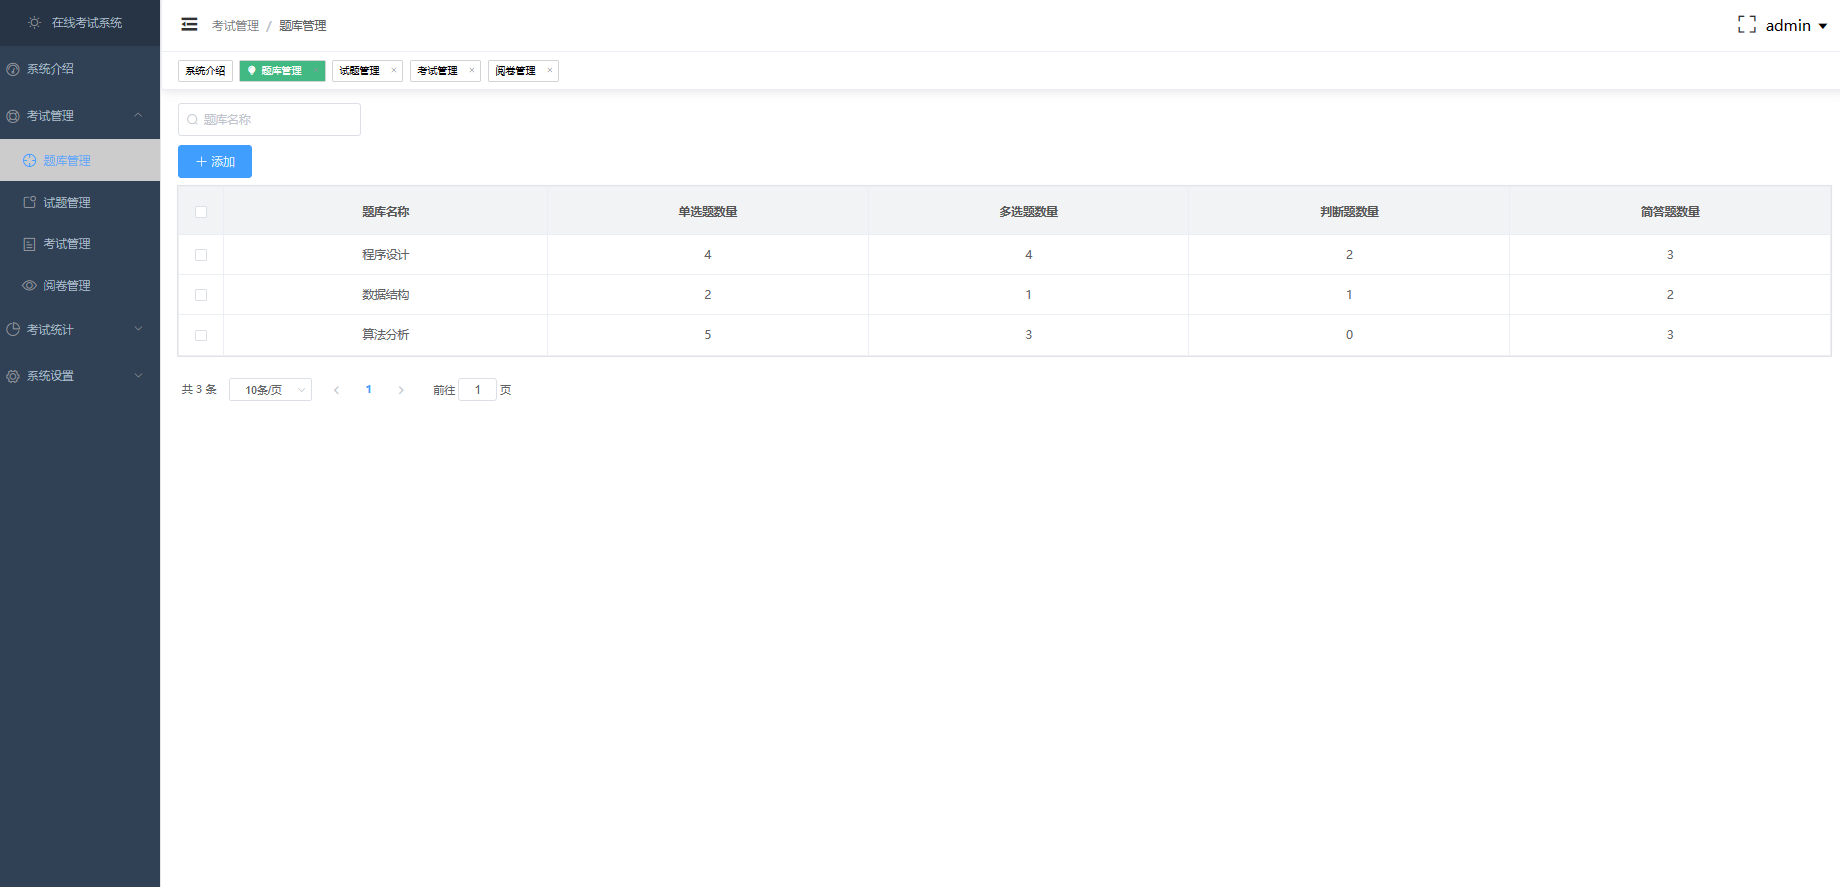 在线考试系统
系统介绍
考试管理
题库管理
试题管理
考试管理
阅卷管理
考试统计
系统设置
考试管理 / 题库管理
admin
系统介绍 题库管理 试题管理 × 考试管理 × 阅卷管理 ×
题库名称
添加
题库名称 单选题数量 多选题数量 判断题数量 简答题数量
程序设计 4 4 2 3
数据结构 2 1 1 2
算法分析 5 3 0 3
共 3 条 10条/页 1 前往 1 页